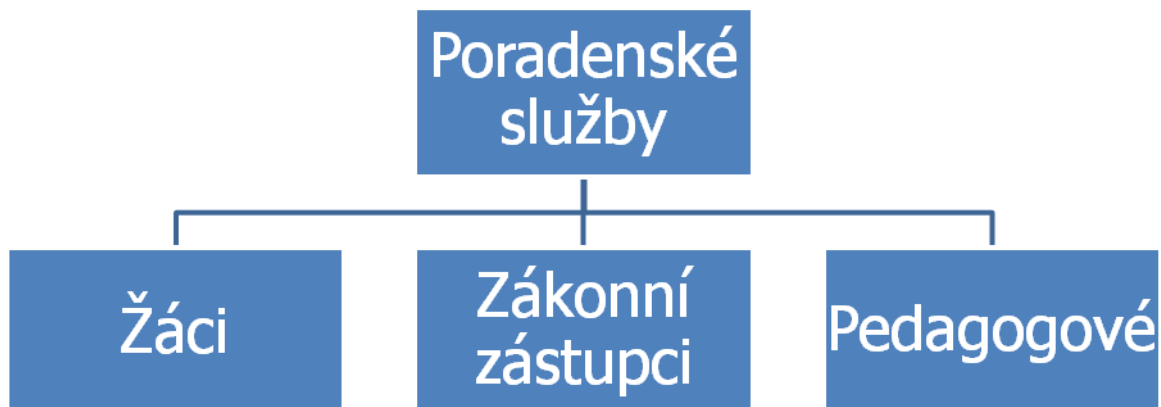 Poradenské
služby
Žáci
Zákonní
zástupci
Pedagogové